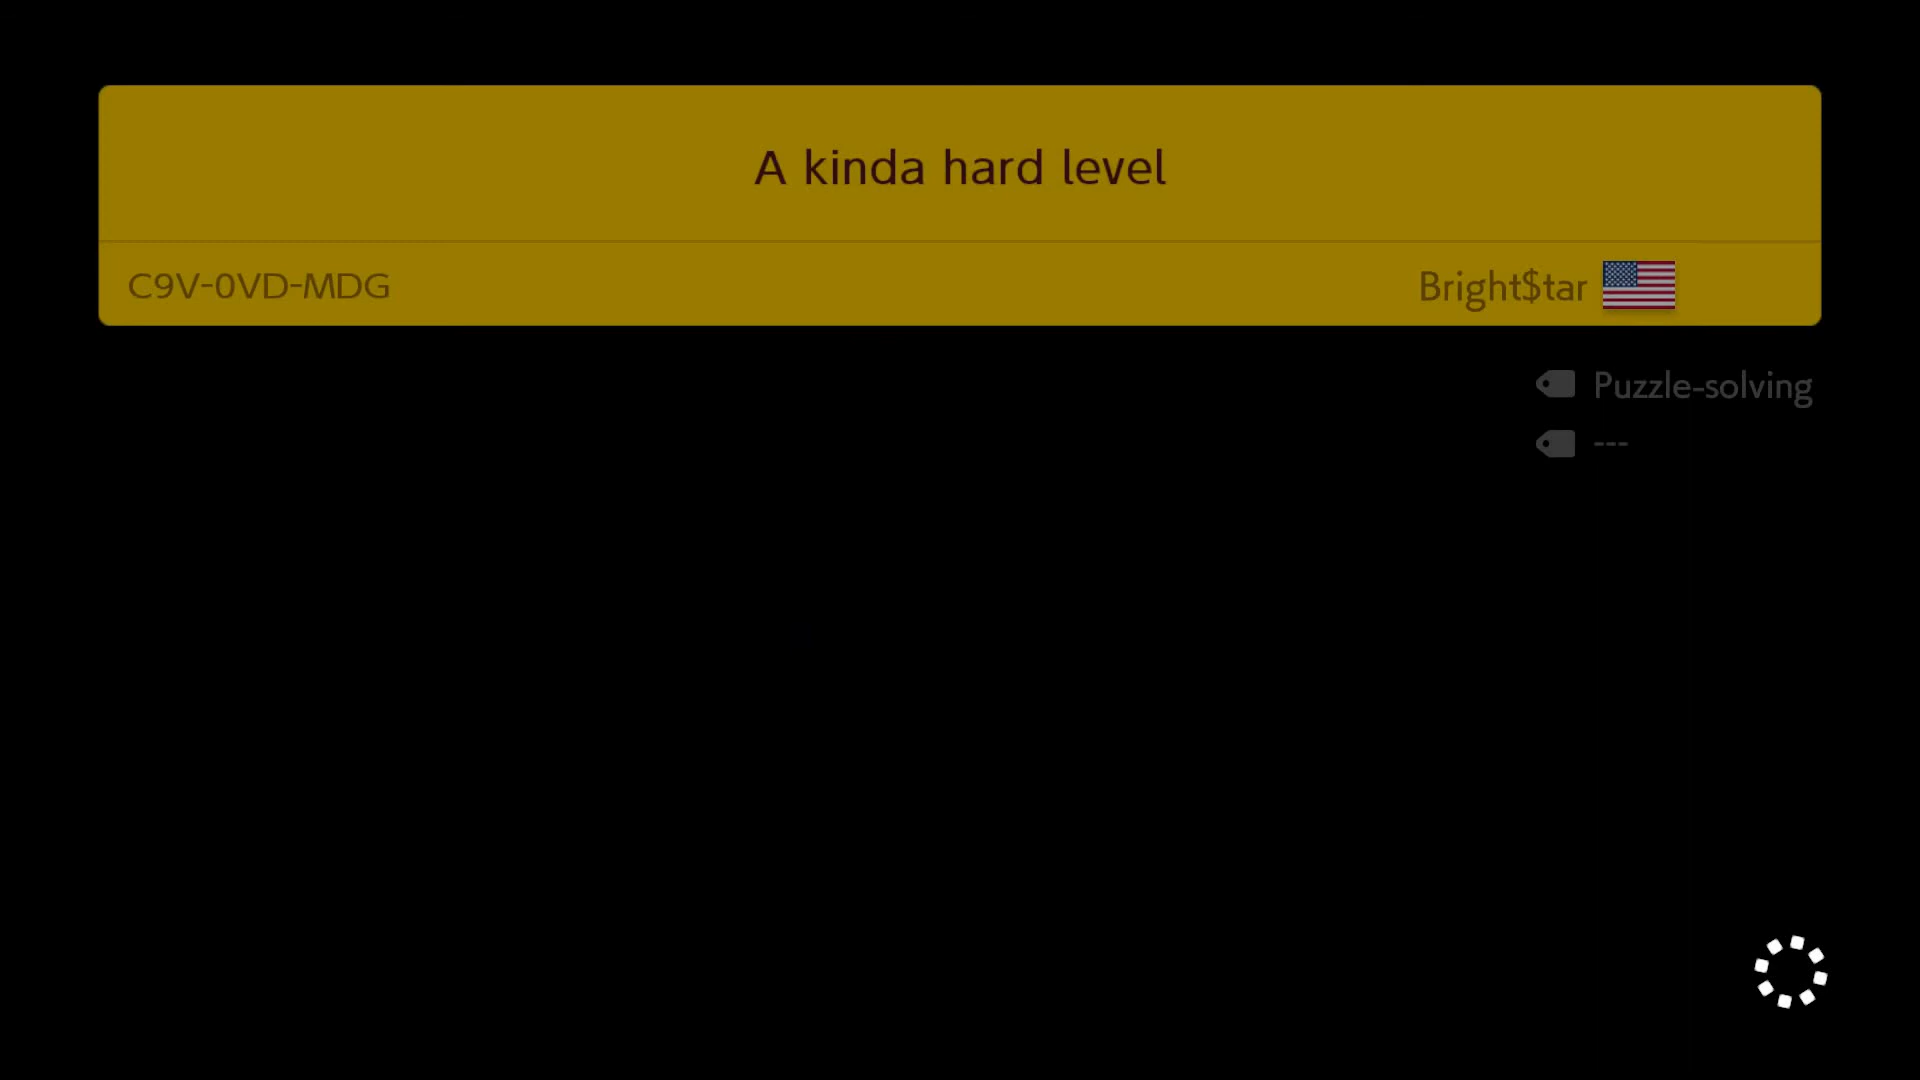 A kinda hard level
C9V-0VD-MDG
Bright$tar
Puzzle-solving
---